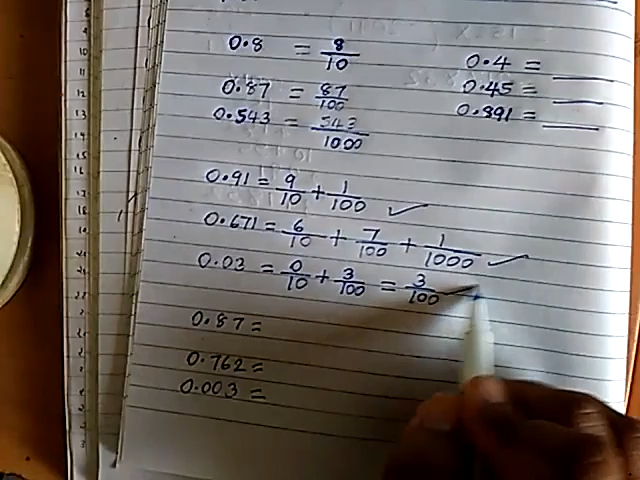 0.8 = 8/10
0.87 = 87/100
0.543 = 543/1000
0.4 = ____
0.45 = ____
0.891 = ____
0.91 = 9/10 + 1/100 ✓
0.671 = 6/10 + 7/100 + 1/1000 ✓
0.03 = 0/10 + 3/100 = 3/100
0.87 =
0.762 =
0.003 =